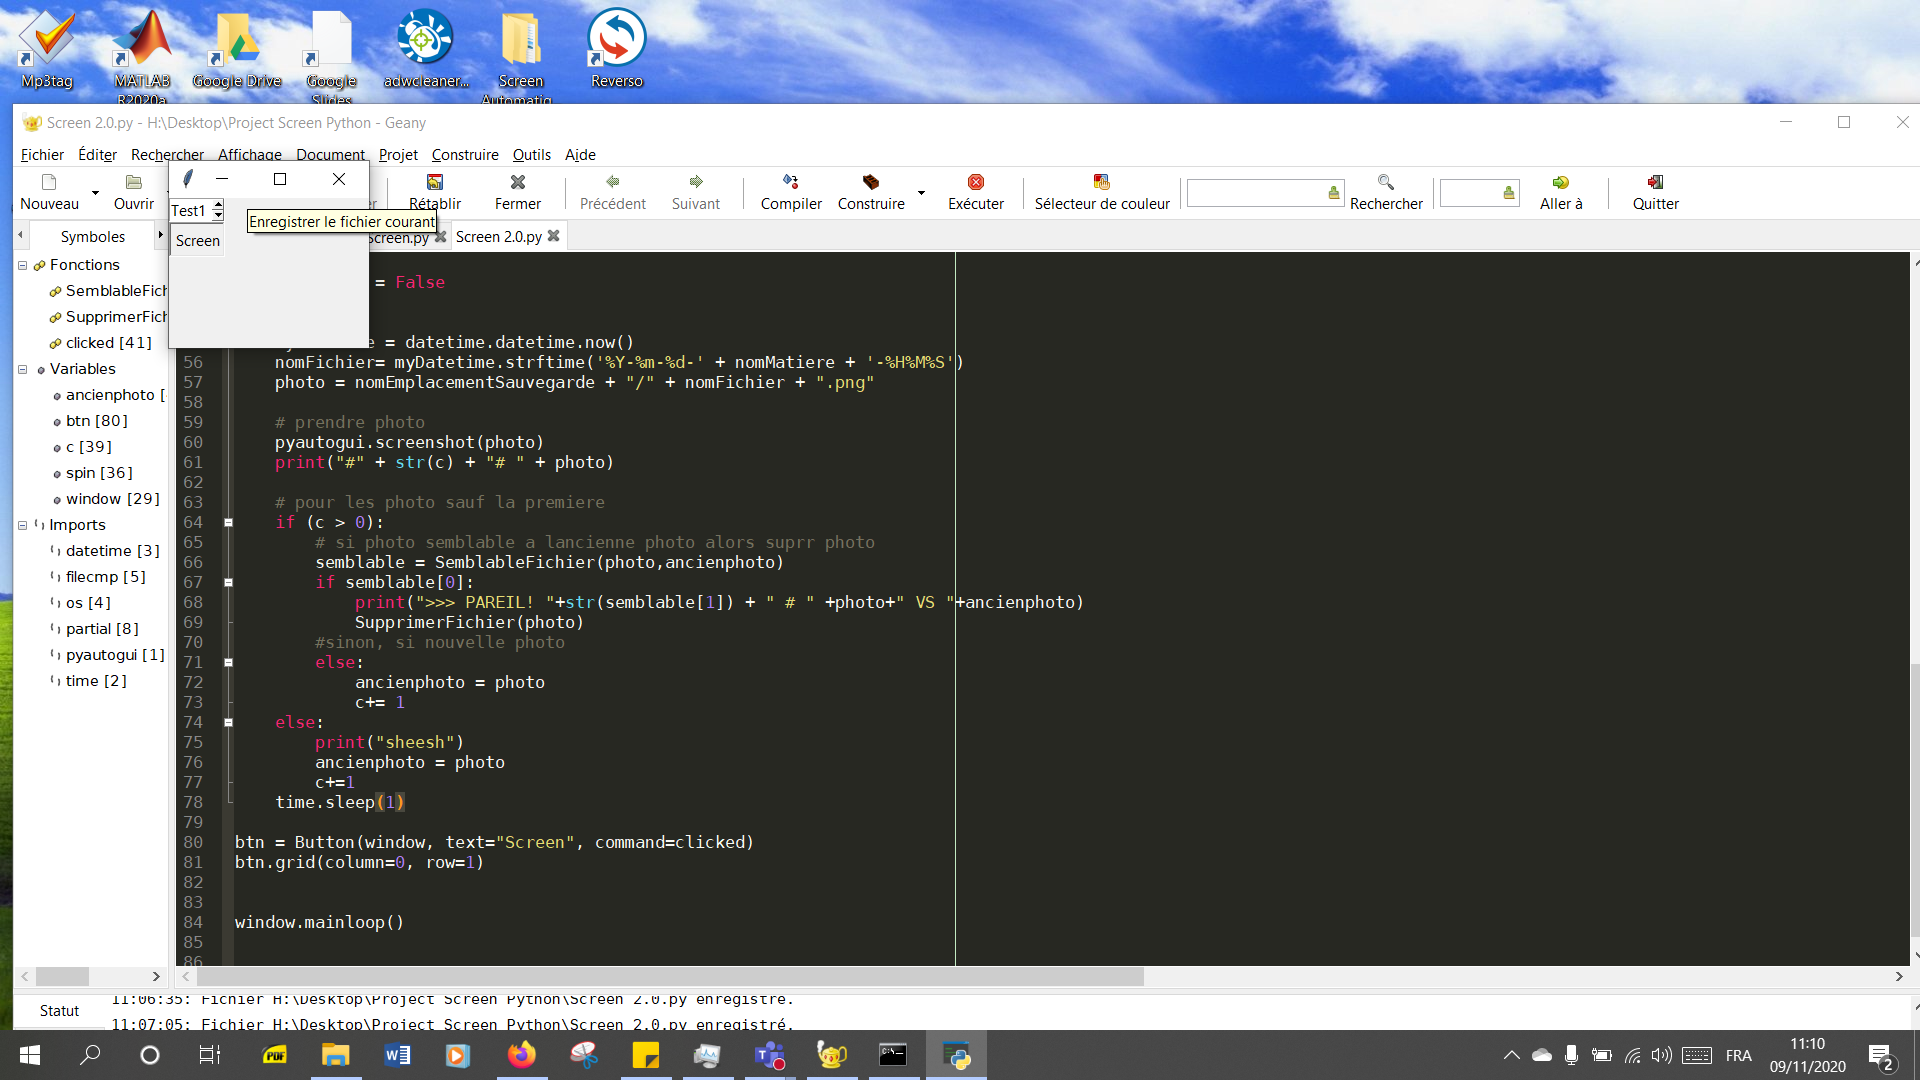 Mp3tag
MATLAB
R2020a
Google Drive
Google
Slides
adwcleaner...
Screen
Automatiq
Reverso
Screen 2.0.py - H:\Desktop\Project Screen Python - Geany
Fichier Éditer Rechercher Affichage Document Projet Construire Outils Aide
Nouveau Ouvrir Rétablir Fermer Précédent Suivant Compiler Construire Exécuter Sélecteur de couleur Rechercher Aller à Quitter
Test1
Screen
Enregistrer le fichier courant
Symboles Screen.py Screen 2.0.py
Fonctions
SemblableFich
SupprimerFich
clicked [41]
Variables
ancienphoto [
btn [80]
c [39]
spin [36]
window [29]
Imports
datetime [3]
filecmp [5]
os [4]
partial [8]
pyautogui [1]
time [2]
= False
e = datetime.datetime.now()
56 nomFichier= myDatetime.strftime('%Y-%m-%d-' + nomMatiere + '-%H%M%S')
57 photo = nomEmplacementSauvegarde + "/" + nomFichier + ".png"
58
59 # prendre photo
60 pyautogui.screenshot(photo)
61 print("#" + str(c) + "# " + photo)
62
63 # pour les photo sauf la premiere
64 if (c > 0):
65 # si photo semblable a lancienne photo alors suprr photo
66 semblable = SemblableFichier(photo,ancienphoto)
67 if semblable[0]:
68 print(">>> PAREIL! "+str(semblable[1]) + " # " +photo+" VS "+ancienphoto)
69 SupprimerFichier(photo)
70 #sinon, si nouvelle photo
71 else:
72 ancienphoto = photo
73 c+= 1
74 else:
75 print("sheesh")
76 ancienphoto = photo
77 c+=1
78 time.sleep(1)
79
80 btn = Button(window, text="Screen", command=clicked)
81 btn.grid(column=0, row=1)
82
83
84 window.mainloop()
85
86
Statut
11:06:35: Fichier H:\Desktop\Project Screen Python\Screen 2.0.py enregistré.
11:07:05: Fichier H:\Desktop\Project Screen Python\Screen 2.0.py enregistré.
PDF
FRA
11:10
09/11/2020
2